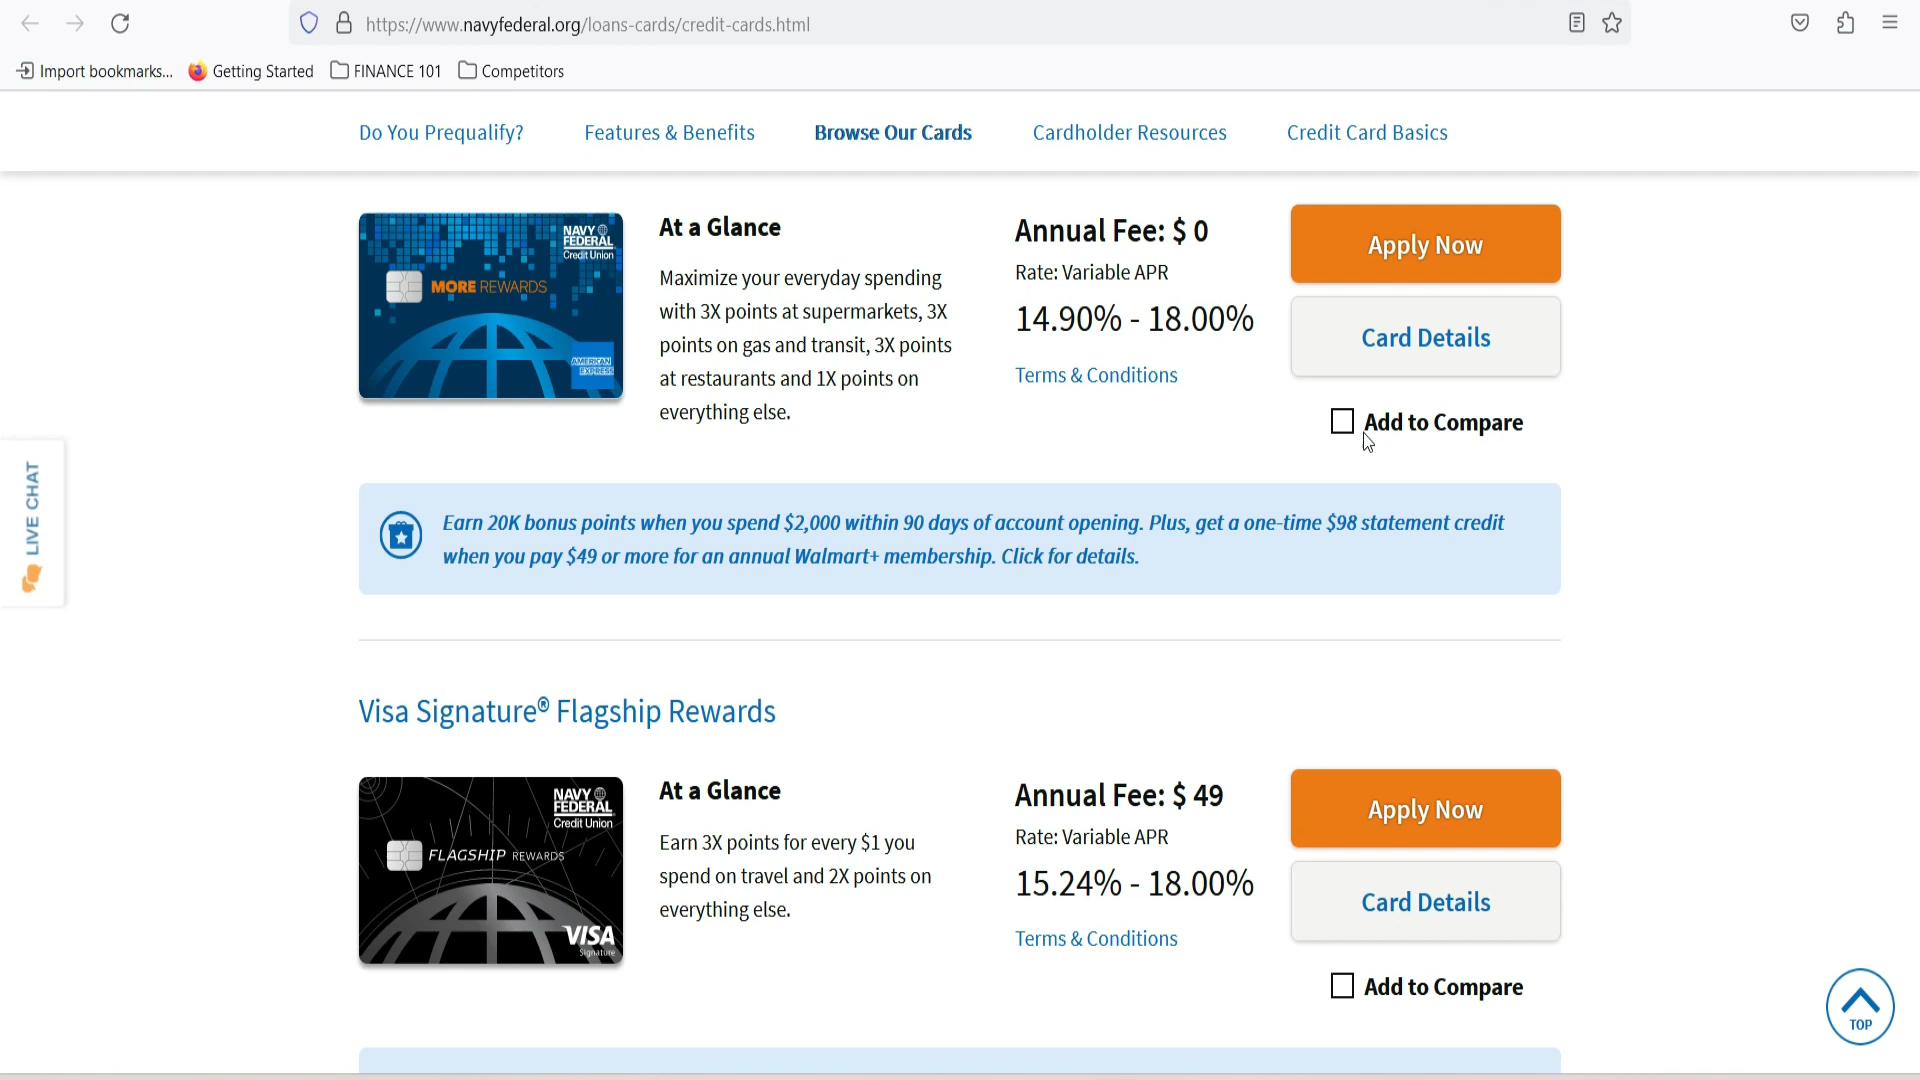 https://www.navyfederal.org/loans-cards/credit-cards.html
Import bookmarks... Getting Started FINANCE 101 Competitors
Do You Prequalify? Features & Benefits Browse Our Cards Cardholder Resources Credit Card Basics
NAVY
FEDERAL
Credit Union
MORE REWARDS
AMERICAN
EXPRESS
At a Glance
Maximize your everyday spending
with 3X points at supermarkets, 3X
points on gas and transit, 3X points
at restaurants and 1X points on
everything else.
Annual Fee: $ 0
Rate: Variable APR
14.90% - 18.00%
Terms & Conditions
Apply Now
Card Details
Add to Compare
LIVE CHAT
Earn 20K bonus points when you spend $2,000 within 90 days of account opening. Plus, get a one-time $98 statement credit
when you pay $49 or more for an annual Walmart+ membership. Click for details.
Visa Signature® Flagship Rewards
NAVY
FEDERAL
Credit Union
FLAGSHIP REWARDS
VISA
Signature
At a Glance
Earn 3X points for every $1 you
spend on travel and 2X points on
everything else.
Annual Fee: $ 49
Rate: Variable APR
15.24% - 18.00%
Terms & Conditions
Apply Now
Card Details
Add to Compare
TOP